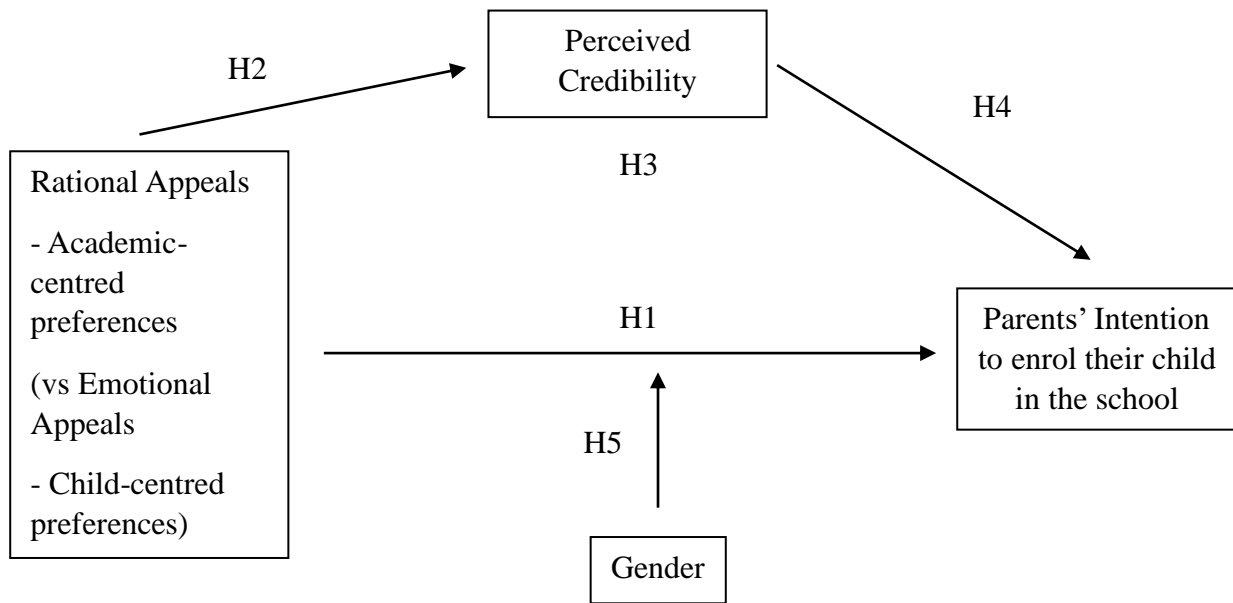 Perceived
Credibility
H2
H4
H3
Rational Appeals
- Academic-
centred
preferences
(vs Emotional
Appeals
- Child-centred
preferences)
H1
Parents’ Intention
to enrol their child
in the school
H5
Gender